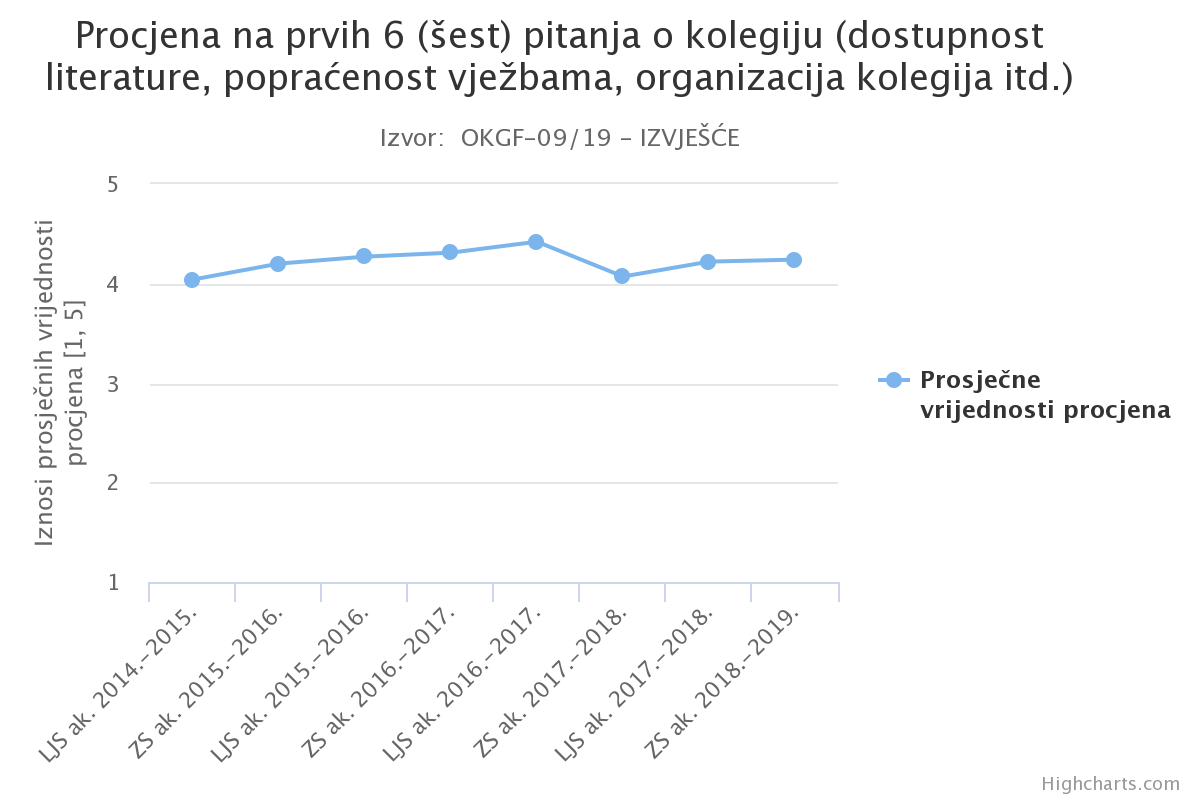 Procjena na prvih 6 (šest) pitanja o kolegiju (dostupnost
literature, popraćenost vježbama, organizacija kolegija itd.)
Izvor:  OKGF-09/19 - IZVJEŠĆE
Iznosi prosječnih vrijednosti
procjena [1, 5]
5
4
3
2
1
LJS ak. 2014.-2015.
ZS ak. 2015.-2016.
LJS ak. 2015.-2016.
ZS ak. 2016.-2017.
LJS ak. 2016.-2017.
ZS ak. 2017.-2018.
LJS ak. 2017.-2018.
ZS ak. 2018.-2019.
Prosječne
vrijednosti procjena
Highcharts.com